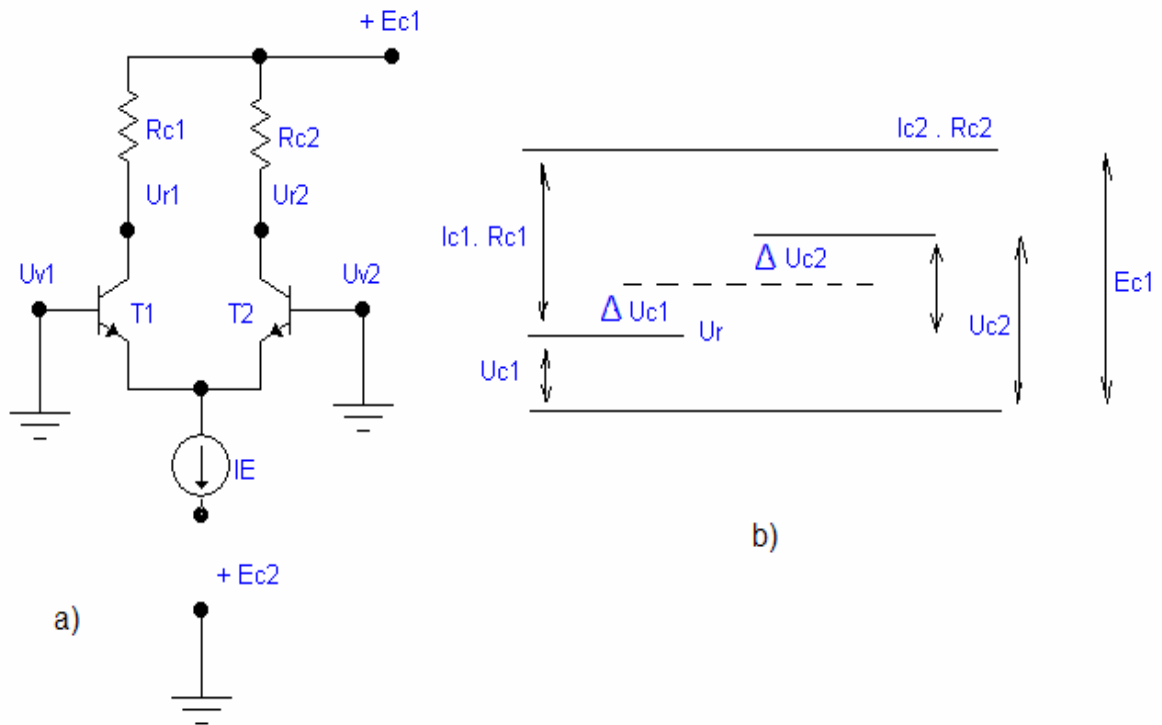 + Ec1
Rc1
Rc2
Ur1
Ur2
Uv1
Uv2
T1
T2
IE
+ Ec2
a)
Ic2 . Rc2
Ic1. Rc1
Δ Uc2
Δ Uc1
Ur
Uc1
Uc2
Ec1
b)